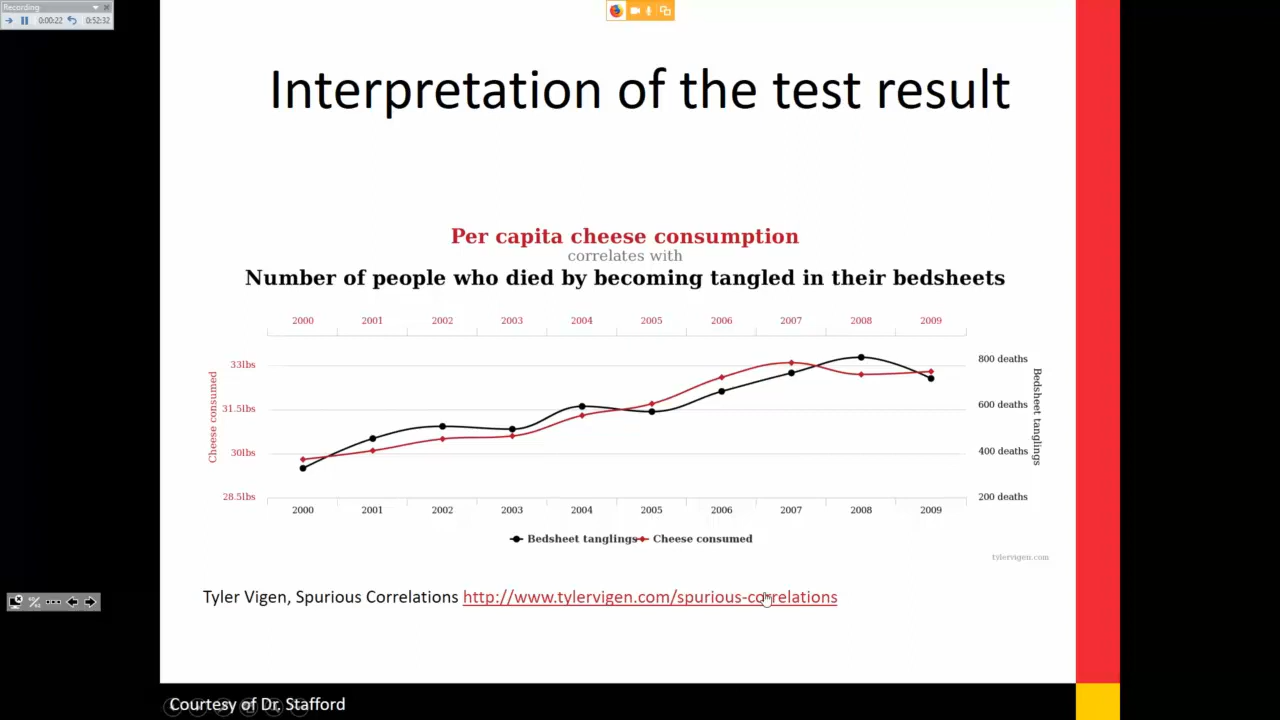 Recording
0:00:22
0:52:32
Interpretation of the test result
Per capita cheese consumption
correlates with
Number of people who died by becoming tangled in their bedsheets
2000 2001 2002 2003 2004 2005 2006 2007 2008 2009
33lbs
31.5lbs
30lbs
28.5lbs
Cheese consumed
800 deaths
600 deaths
400 deaths
200 deaths
Bedsheet tanglings
2000 2001 2002 2003 2004 2005 2006 2007 2008 2009
Bedsheet tanglings Cheese consumed
tylervigen.com
Tyler Vigen, Spurious Correlations http://www.tylervigen.com/spurious-correlations
Courtesy of Dr. Stafford